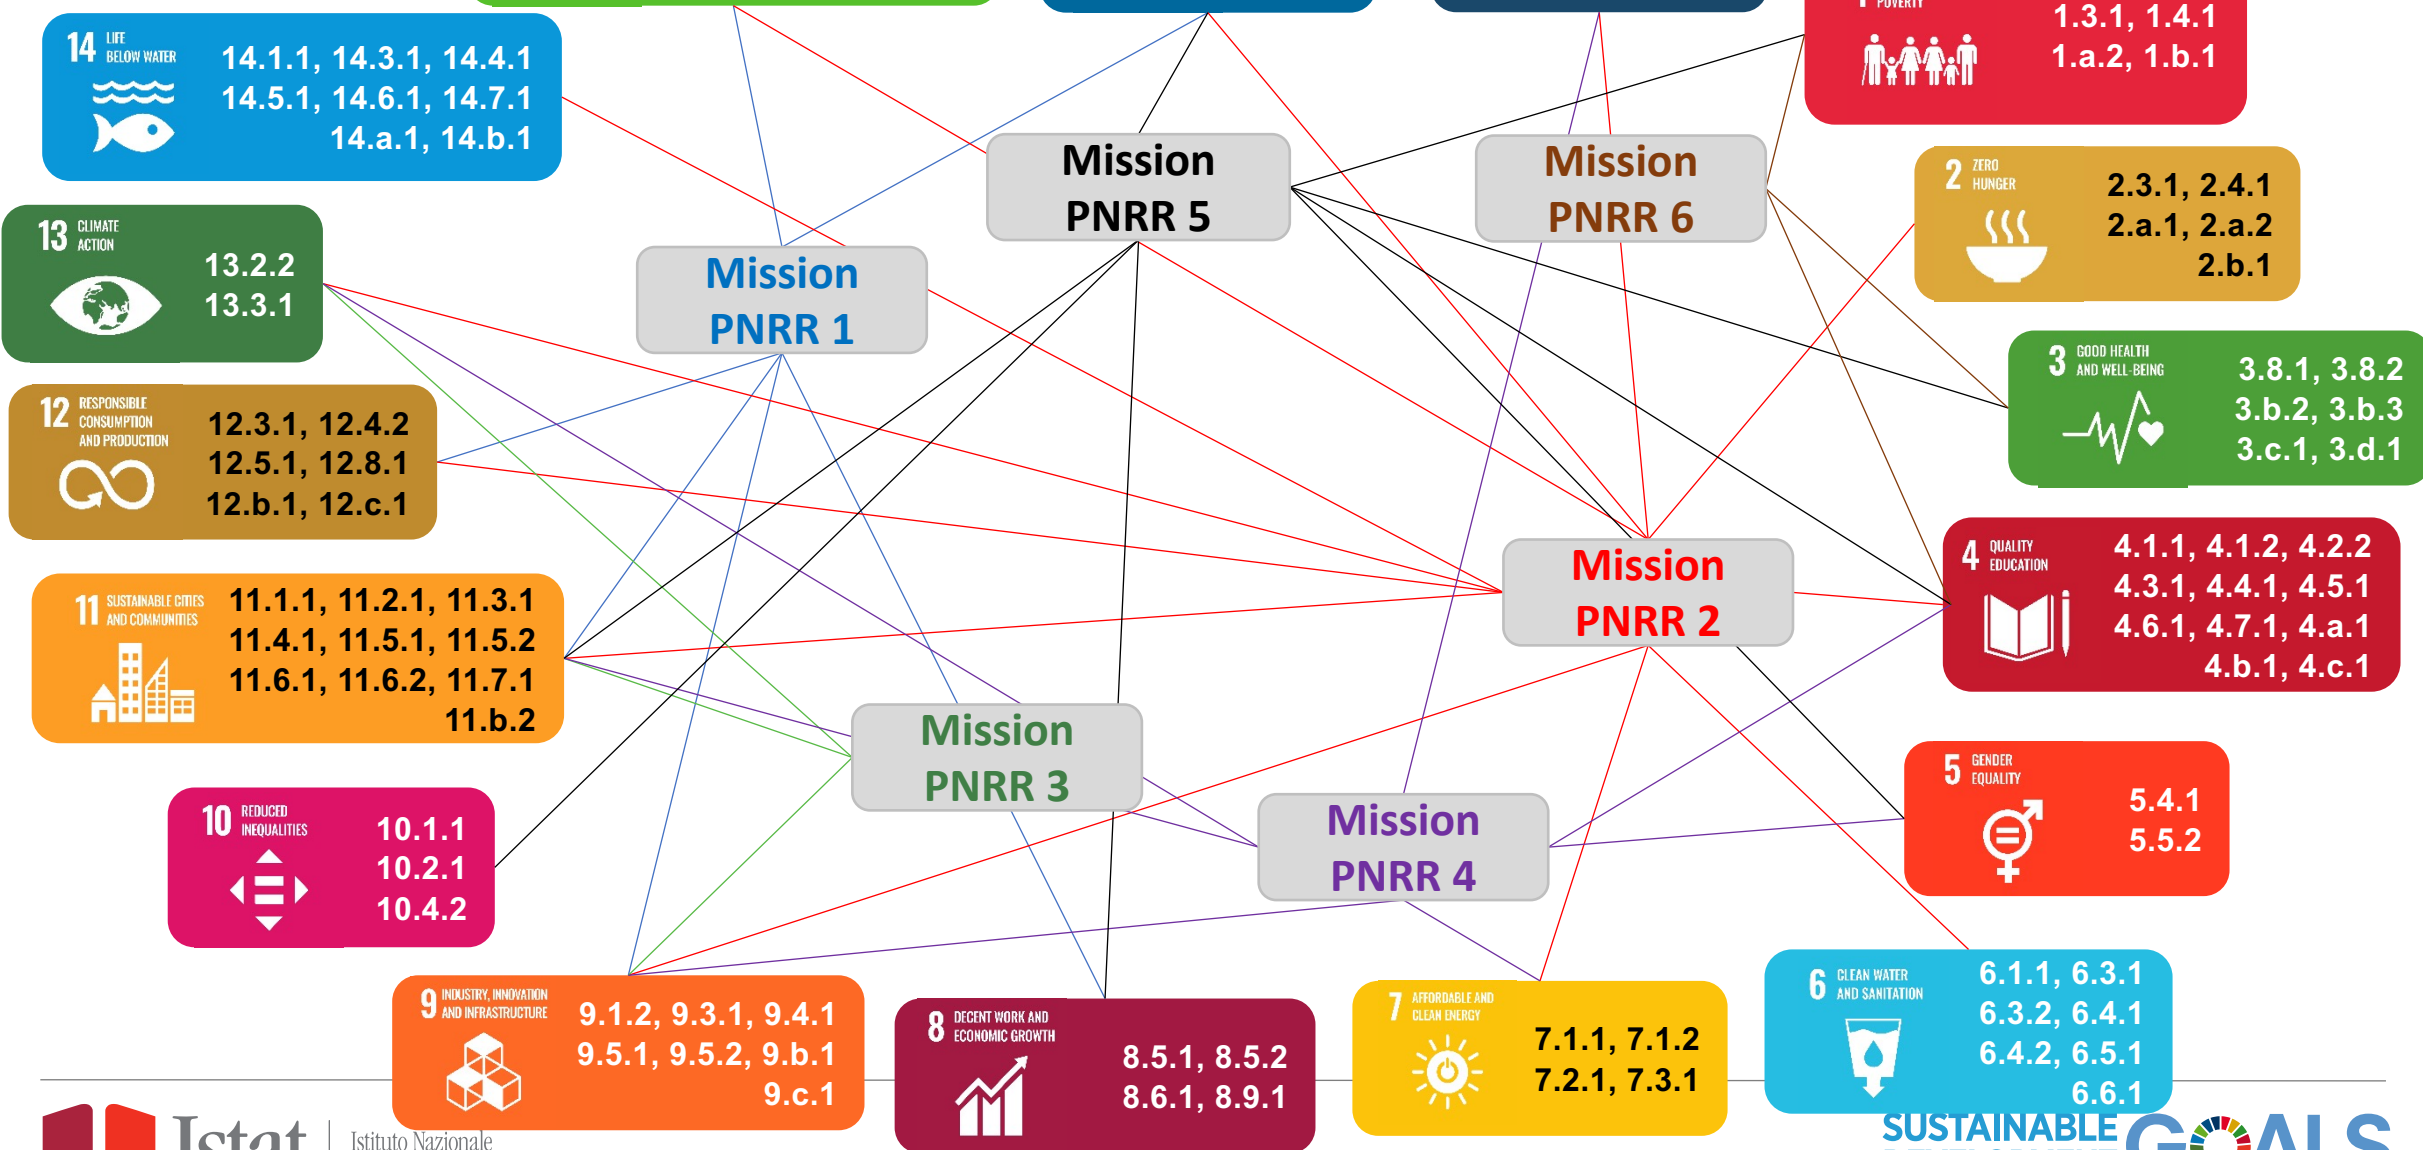 POVERTY
1.3.1, 1.4.1
1.a.2, 1.b.1
14 LIFE
BELOW WATER
14.1.1, 14.3.1, 14.4.1
14.5.1, 14.6.1, 14.7.1
14.a.1, 14.b.1
Mission
PNRR 5
Mission
PNRR 6
2 ZERO
HUNGER
2.3.1, 2.4.1
2.a.1, 2.a.2
2.b.1
13 CLIMATE
ACTION
13.2.2
13.3.1
Mission
PNRR 1
3 GOOD HEALTH
AND WELL-BEING
3.8.1, 3.8.2
3.b.2, 3.b.3
3.c.1, 3.d.1
12 RESPONSIBLE
CONSUMPTION
AND PRODUCTION
12.3.1, 12.4.2
12.5.1, 12.8.1
12.b.1, 12.c.1
Mission
PNRR 2
4 QUALITY
EDUCATION
4.1.1, 4.1.2, 4.2.2
4.3.1, 4.4.1, 4.5.1
4.6.1, 4.7.1, 4.a.1
4.b.1, 4.c.1
11 SUSTAINABLE CITIES
AND COMMUNITIES
11.1.1, 11.2.1, 11.3.1
11.4.1, 11.5.1, 11.5.2
11.6.1, 11.6.2, 11.7.1
11.b.2
Mission
PNRR 3
Mission
PNRR 4
5 GENDER
EQUALITY
5.4.1
5.5.2
10 REDUCED
INEQUALITIES
10.1.1
10.2.1
10.4.2
9 INDUSTRY, INNOVATION
AND INFRASTRUCTURE
9.1.2, 9.3.1, 9.4.1
9.5.1, 9.5.2, 9.b.1
9.c.1
8 DECENT WORK AND
ECONOMIC GROWTH
8.5.1, 8.5.2
8.6.1, 8.9.1
7 AFFORDABLE AND
CLEAN ENERGY
7.1.1, 7.1.2
7.2.1, 7.3.1
6 CLEAN WATER
AND SANITATION
6.1.1, 6.3.1
6.3.2, 6.4.1
6.4.2, 6.5.1
6.6.1
Istat
Istituto Nazionale
SUSTAINABLE
DEVELOPMENT
GOALS